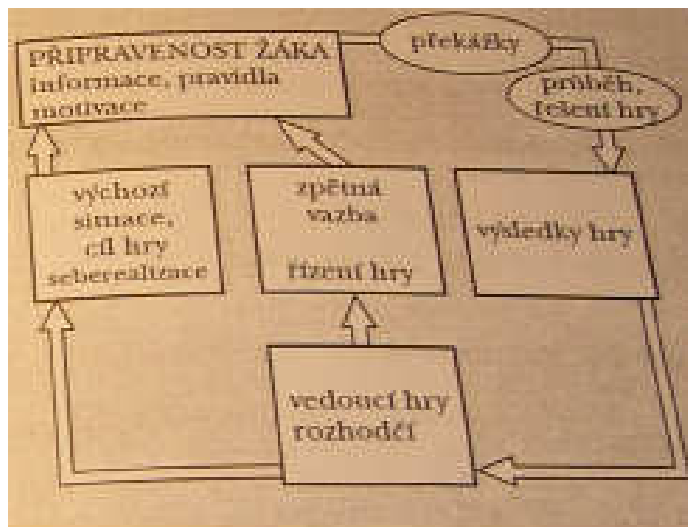 PŘIPRAVENOST ŽÁKA
informace, pravidla
motivace
překážky
průběh,
řešení hry
výchozí
situace,
cíl hry
seberealizace
zpětná
vazba
řízení hry
výsledky hry
vedoucí hry
rozhodčí